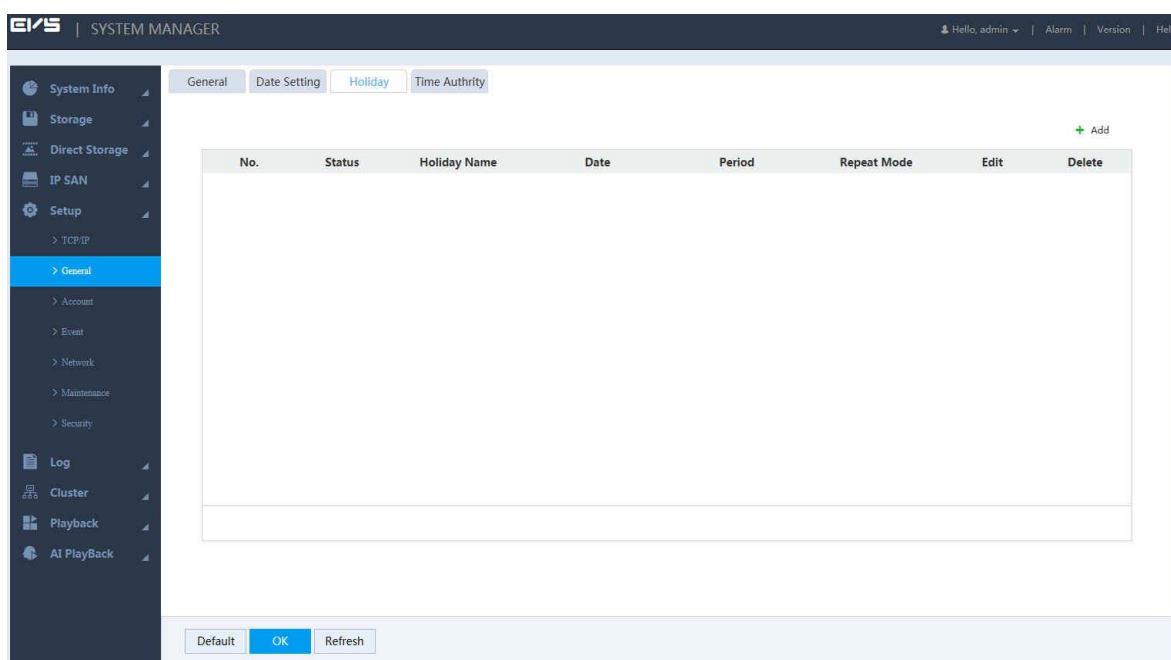 EVS | SYSTEM MANAGER
Hello, admin | Alarm | Version | Hel
General Date Setting Holiday Time Authrity
+ Add
No. Status Holiday Name Date Period Repeat Mode Edit Delete
System Info
Storage
Direct Storage
IP SAN
Setup
> TCP/IP
> General
> Account
> Event
> Network
> Maintenance
> Security
Log
Cluster
Playback
AI PlayBack
Default OK Refresh